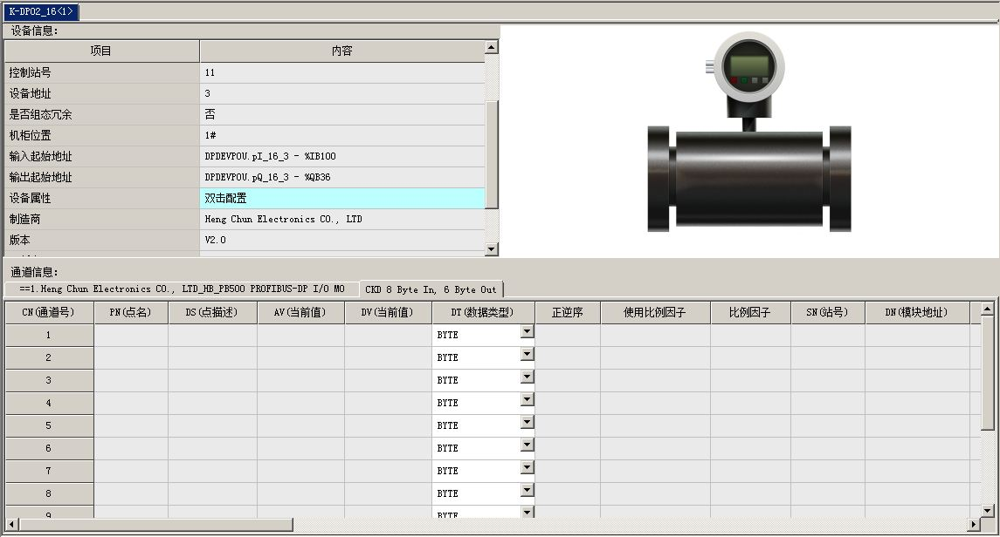 K-DP02_16<1>
设备信息:
项目 内容
控制站号 11
设备地址 3
是否组态冗余 否
机柜位置 1#
输入起始地址 DPDEVPOU.pI_16_3 - %IB100
输出起始地址 DPDEVPOU.pQ_16_3 - %QB36
设备属性 双击配置
制造商 Heng Chun Electronics CO., LTD
版本 V2.0
通道信息:
==1.Heng Chun Electronics CO., LTD_HB_PB500 PROFIBUS-DP I/O MO CKD 8 Byte In, 6 Byte Out
CN(通道号) PN(点名) DS(点描述) AV(当前值) DV(当前值) DT(数据类型) 正逆序 使用比例因子 比例因子 SN(站号) DN(模块地址)
1 BYTE
2 BYTE
3 BYTE
4 BYTE
5 BYTE
6 BYTE
7 BYTE
8 BYTE
9 BYTE